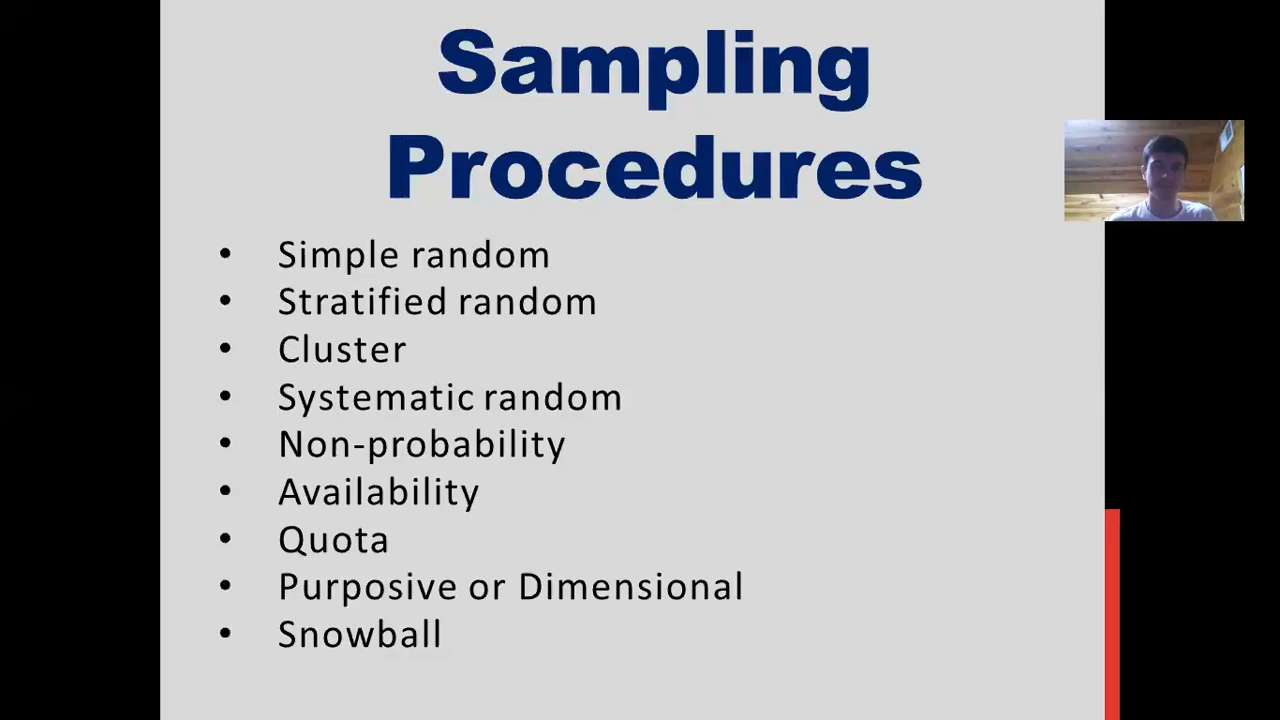 Sampling
Procedures
• Simple random
• Stratified random
• Cluster
• Systematic random
• Non-probability
• Availability
• Quota
• Purposive or Dimensional
• Snowball